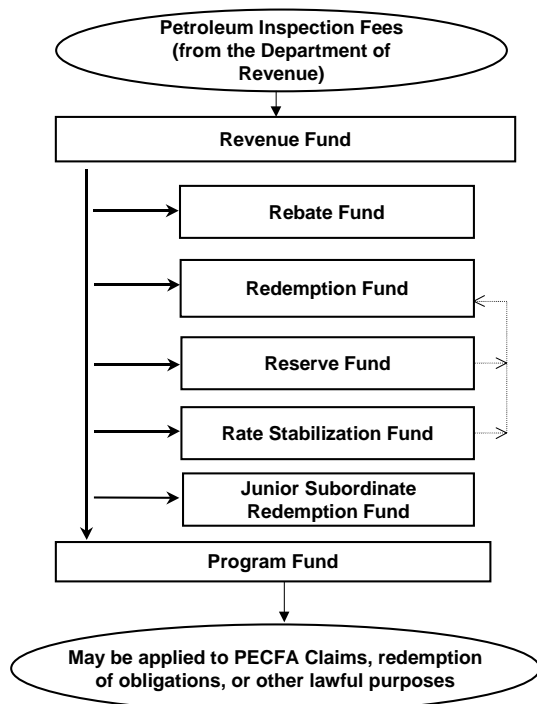 Petroleum Inspection Fees
(from the Department of
Revenue)
Revenue Fund
Rebate Fund
Redemption Fund
Reserve Fund
Rate Stabilization Fund
Junior Subordinate
Redemption Fund
Program Fund
May be applied to PECFA Claims, redemption
of obligations, or other lawful purposes